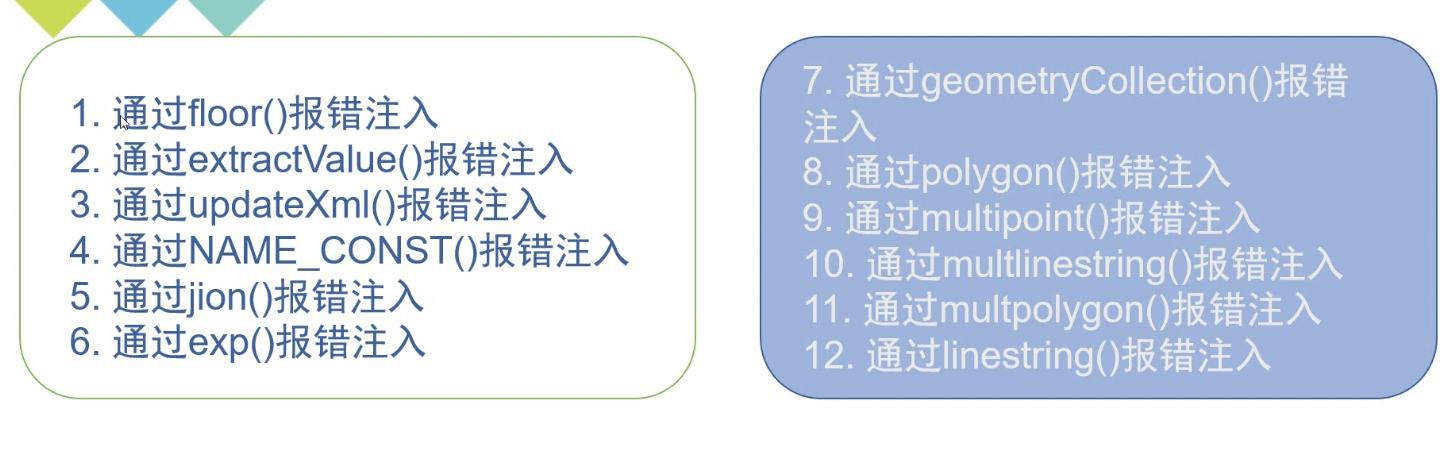 1. 通过floor()报错注入
2. 通过extractValue()报错注入
3. 通过updateXml()报错注入
4. 通过NAME_CONST()报错注入
5. 通过jion()报错注入
6. 通过exp()报错注入
7. 通过geometryCollection()报错
注入
8. 通过polygon()报错注入
9. 通过multipoint()报错注入
10. 通过multlinestring()报错注入
11. 通过multpolygon()报错注入
12. 通过linestring()报错注入